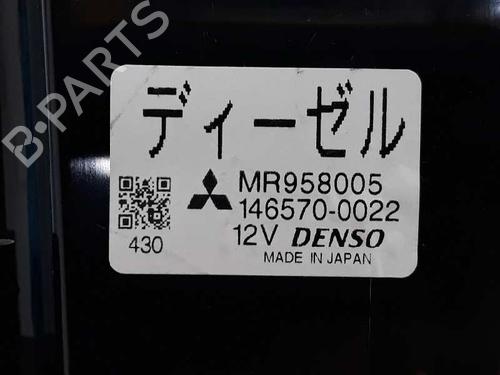 B-PARTS
ディーゼル
MR958005
146570-0022
430
12V DENSO
MADE IN JAPAN